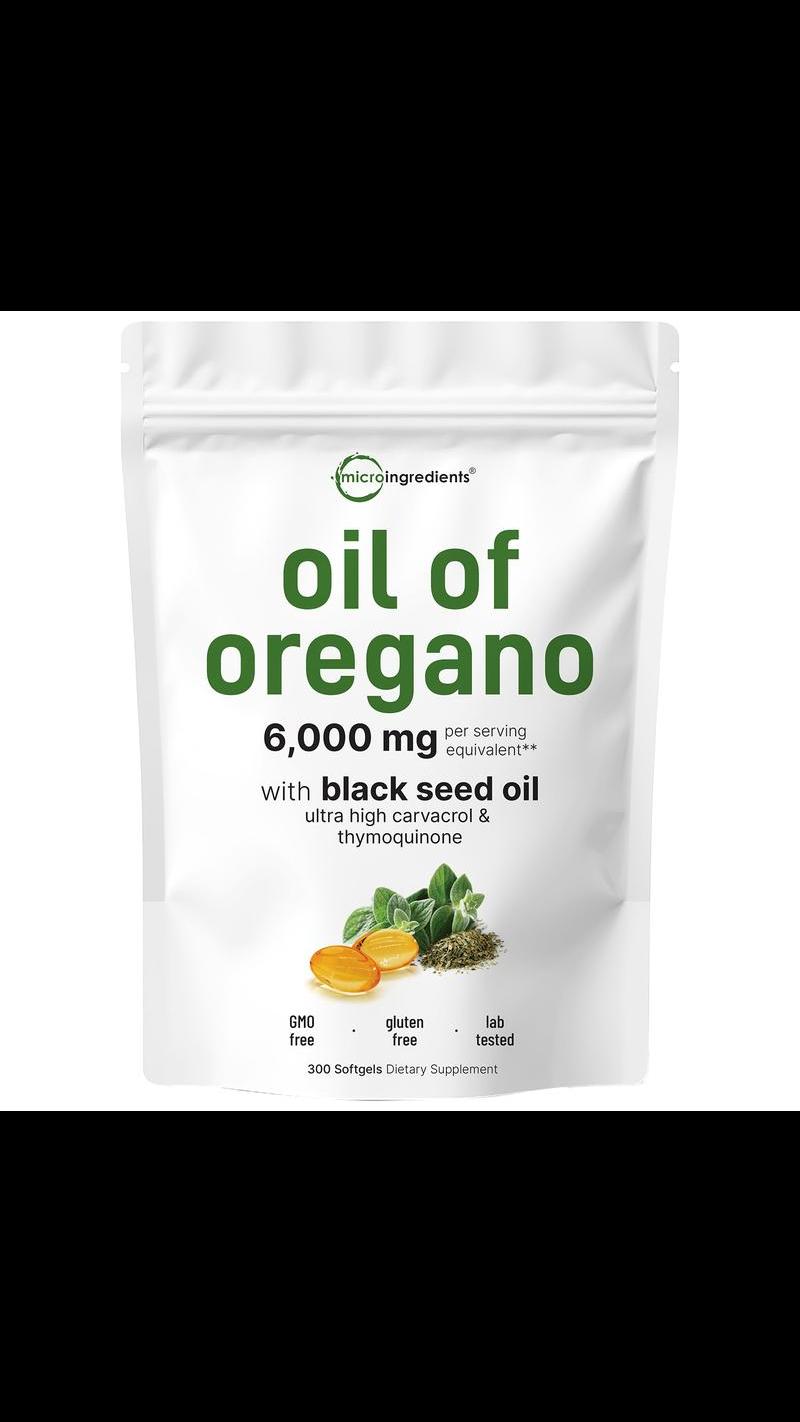 microingredients®
oil of
oregano
6,000 mg per serving
equivalent**
with black seed oil
ultra high carvacrol &
thymoquinone
GMO
free
·
gluten
free
·
lab
tested
300 Softgels Dietary Supplement